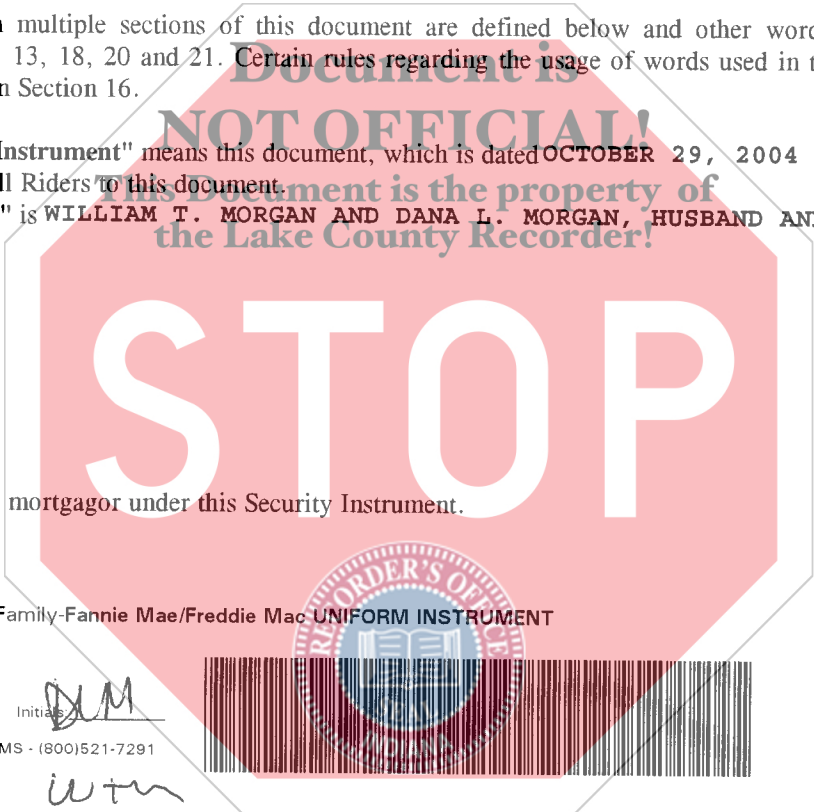 multiple sections of this document are defined below and other word
13, 18, 20 and 21. Certain rules regarding the usage of words used in t
n Section 16.
Document is
NOT OFFICIAL!
Instrument" means this document, which is dated OCTOBER 29, 2004
ll Riders to this document.
This Document is the property of
" is WILLIAM T. MORGAN AND DANA L. MORGAN, HUSBAND AN
the Lake County Recorder!
STOP
mortgagor under this Security Instrument.
RECORDER'S OFFICE
Family-Fannie Mae/Freddie Mac UNIFORM INSTRUMENT
SEAL
INDIANA
Initials: DLM
MS - (800)521-7291
WTM